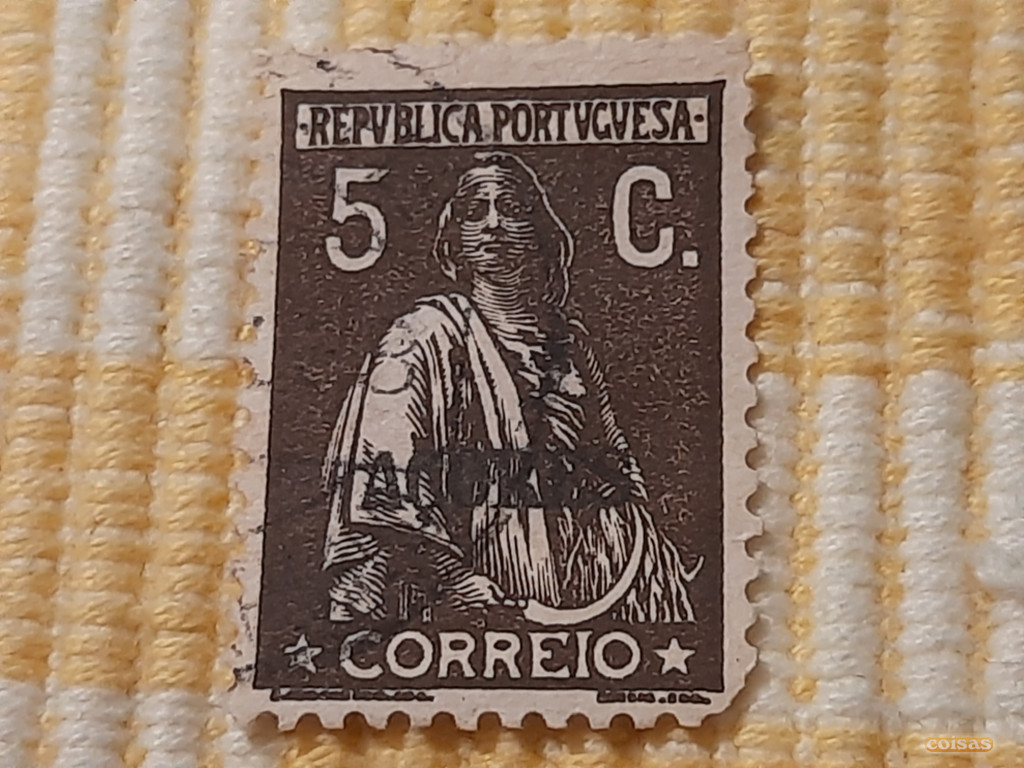 ·REPVBLICA PORTVGVESA·
5 C.
CORREIO
coisas